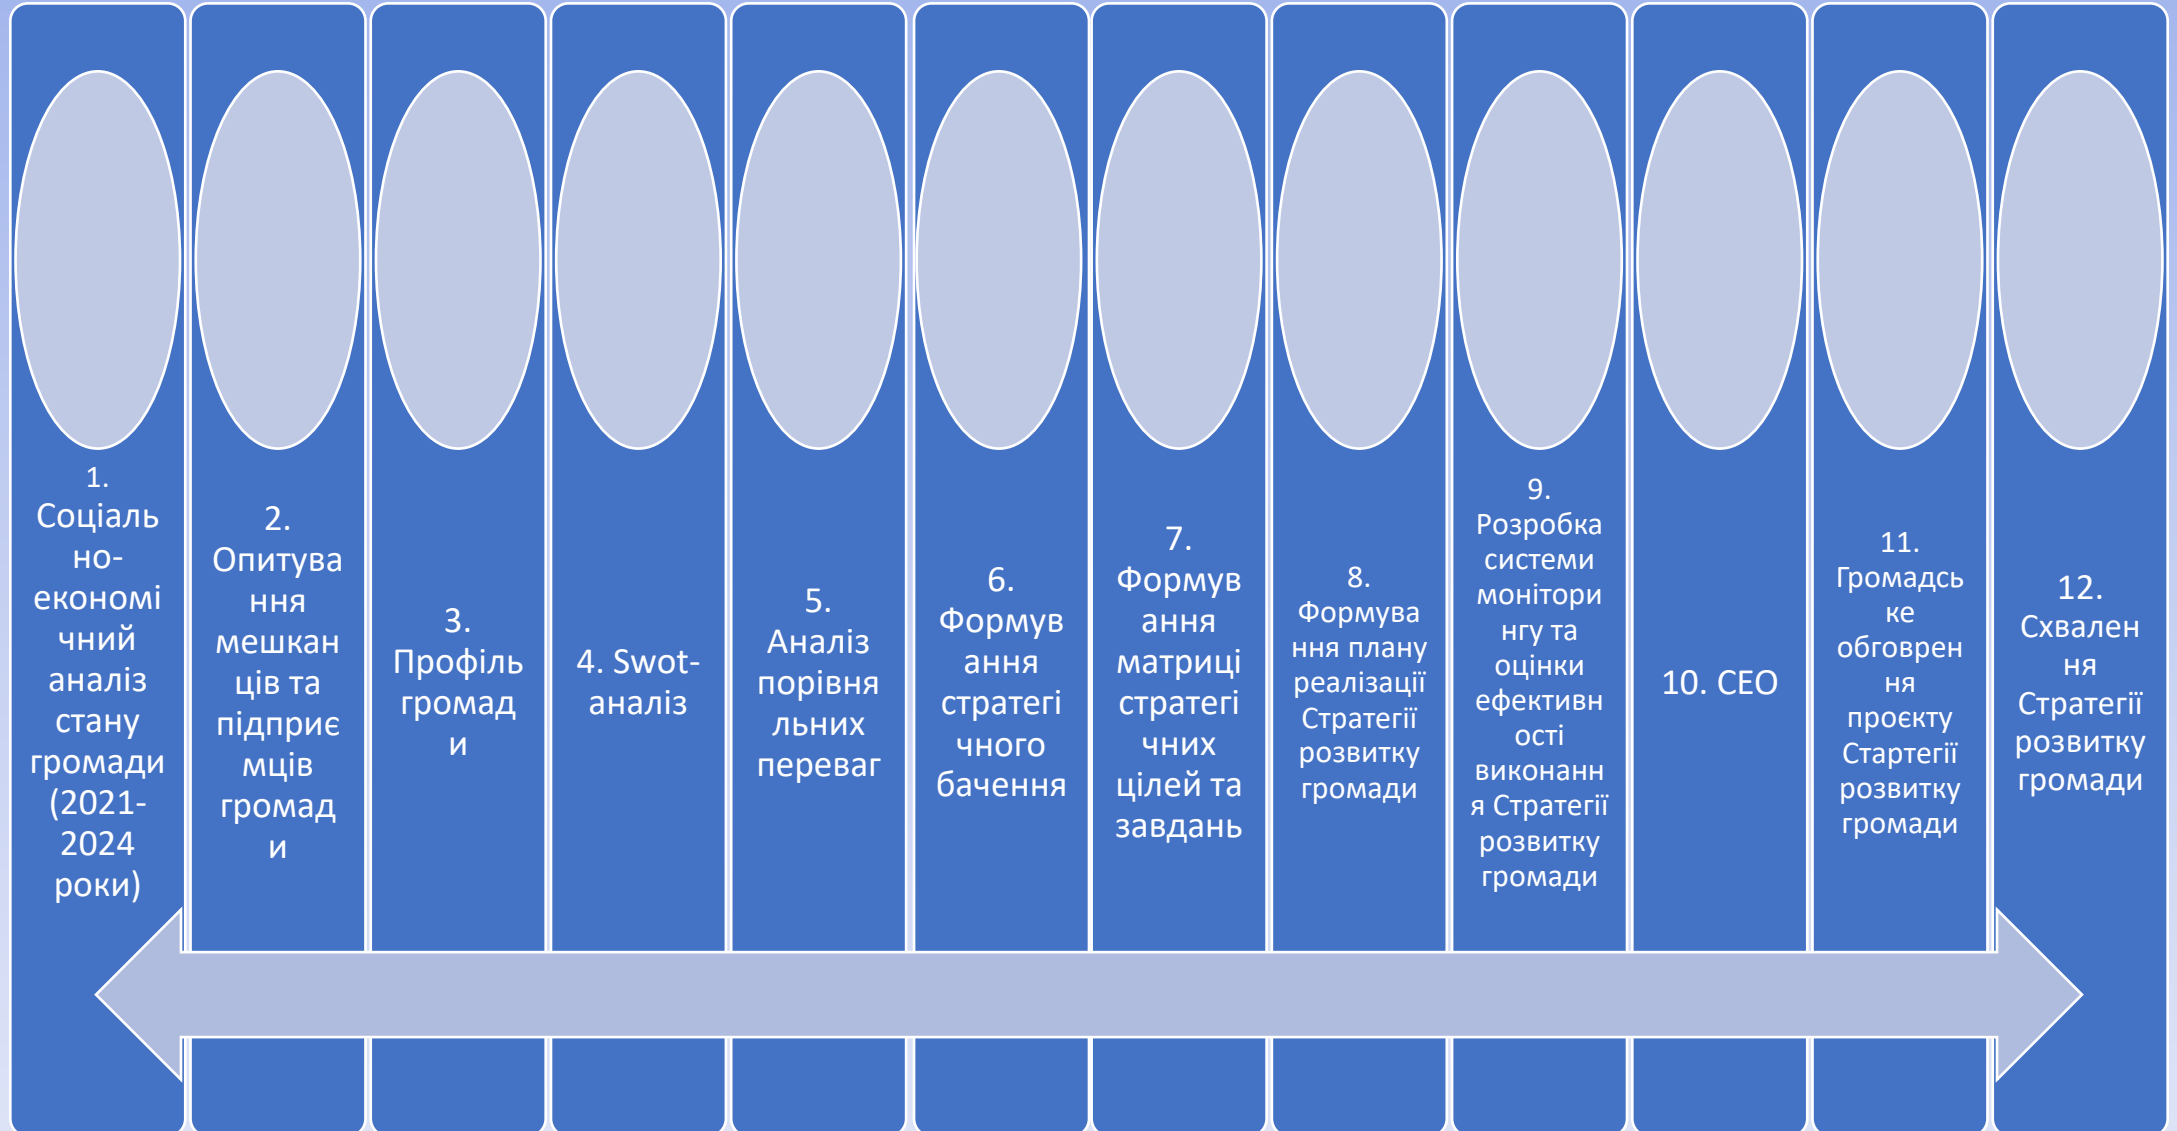 1.
Соціаль
но-
економі
чний
аналіз
стану
громади
(2021-
2024
роки)
2.
Опитува
ння
мешкан
ців та
підприє
мців
громад
и
3.
Профіль
громад
и
4. Swot-
аналіз
5.
Аналіз
порівня
льних
переваг
6.
Формув
ання
стратегі
чного
бачення
7.
Формув
ання
матриці
стратегі
чних
цілей та
завдань
8.
Формува
ння плану
реалізації
Стратегії
розвитку
громади
9.
Розробка
системи
монітори
нгу та
оцінки
ефективн
ості
виконанн
я Стратегії
розвитку
громади
10. СЕО
11.
Громадсь
ке
обговрен
ня
проєкту
Стартегії
розвитку
громади
12.
Схвален
ня
Стратегії
розвитку
громади